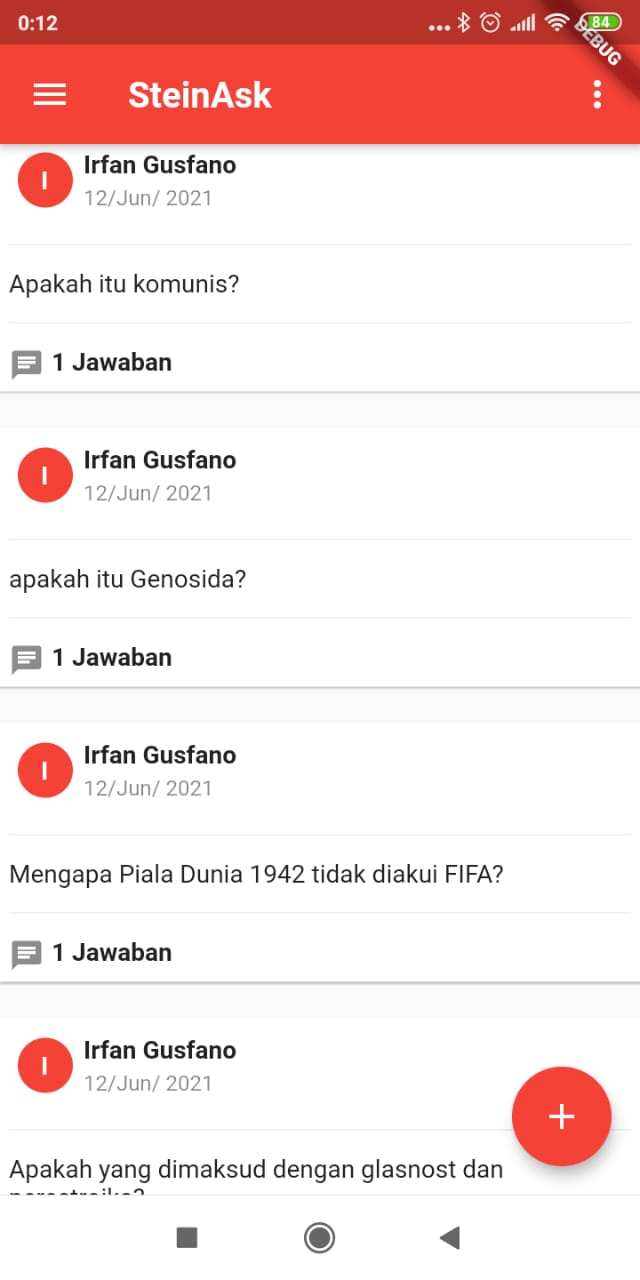 0:12
84
DEBUG
SteinAsk
I
Irfan Gusfano
12/Jun/ 2021
Apakah itu komunis?
1 Jawaban
I
Irfan Gusfano
12/Jun/ 2021
apakah itu Genosida?
1 Jawaban
I
Irfan Gusfano
12/Jun/ 2021
Mengapa Piala Dunia 1942 tidak diakui FIFA?
1 Jawaban
I
Irfan Gusfano
12/Jun/ 2021
Apakah yang dimaksud dengan glasnost dan